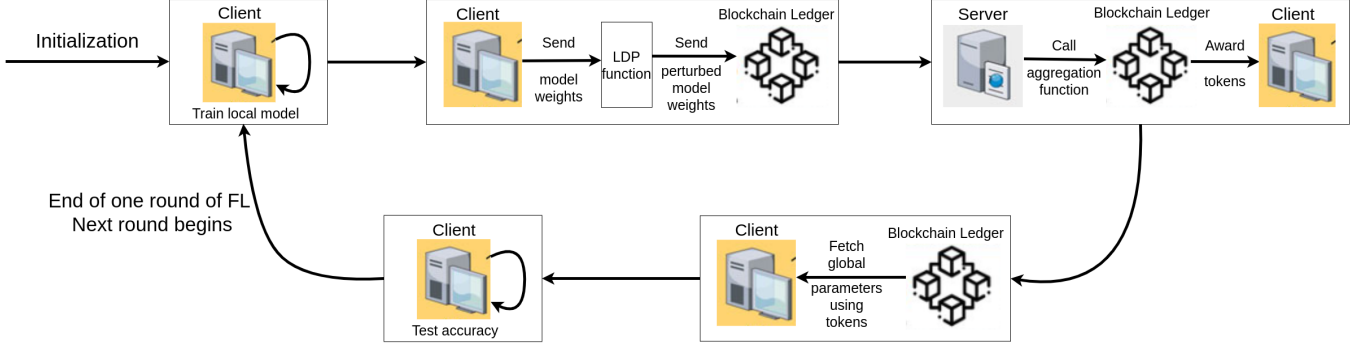 Initialization
Client
Train local model
Client
Send
model
weights
LDP
function
Send
perturbed
model
weights
Blockchain Ledger
Server
Call
aggregation
function
Blockchain Ledger
Award
tokens
Client
End of one round of FL
Next round begins
Client
Test accuracy
Client
Fetch
global
parameters
using
tokens
Blockchain Ledger